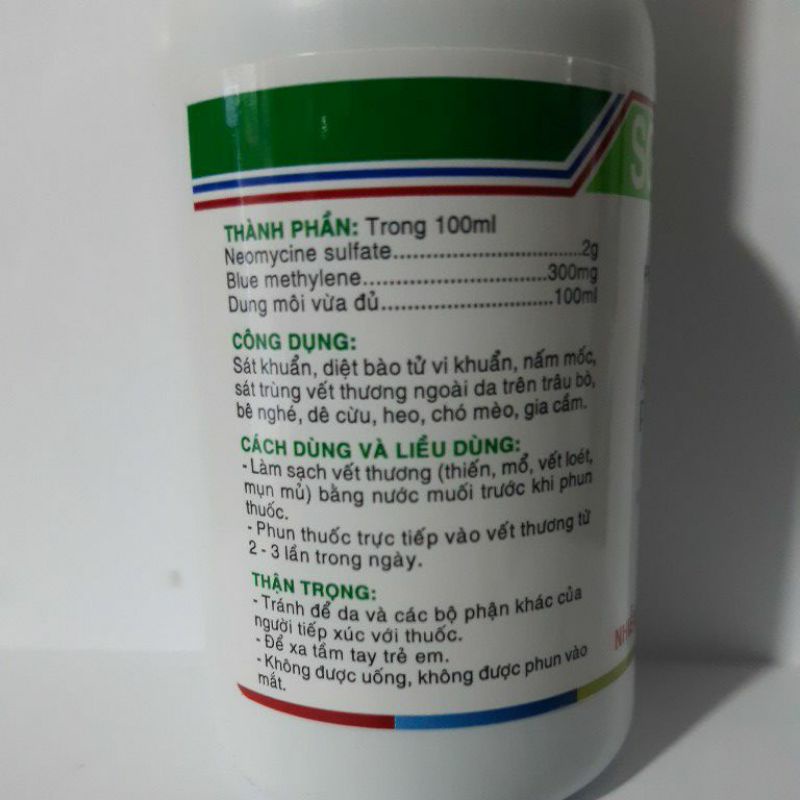 THÀNH PHẦN: Trong 100ml
Neomycine sulfate..................................2g
Blue methylene.................................300mg
Dung môi vừa đủ..............................100ml
CÔNG DỤNG:
Sát khuẩn, diệt bào tử vi khuẩn, nấm mốc,
sát trùng vết thương ngoài da trên trâu bò,
bê nghé, dê cừu, heo, chó mèo, gia cầm.
CÁCH DÙNG VÀ LIỀU DÙNG:
- Làm sạch vết thương (thiến, mổ, vết loét,
mụn mủ) bằng nước muối trước khi phun
thuốc.
- Phun thuốc trực tiếp vào vết thương từ
2 - 3 lần trong ngày.
THẬN TRỌNG:
- Tránh để da và các bộ phận khác của
người tiếp xúc với thuốc.
- Để xa tầm tay trẻ em.
- Không được uống, không được phun vào
mắt.